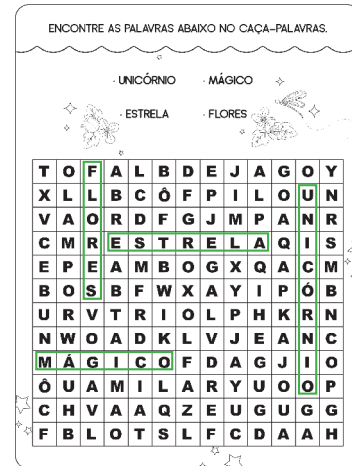 ENCONTRE AS PALAVRAS ABAIXO NO CAÇA-PALAVRAS.
· UNICÓRNIO · MÁGICO
· ESTRELA · FLORES
T O F A L B D E J A G O Y
X L L B C Ô F P I L O U N
V A O R D F G J M P A N R
C M R E S T R E L A Q I S
E P E A M B O G X Q A C M
B O S B F W X A Y I P Ó B
U R V T R I O L P H K R N
N W O A D K L V J E A N C
M Á G I C O F D A G J I O
Ô U A M I L A R Y U O O P
C H V A A Q Z E U G U G G
F B L O T S L F C D A A H